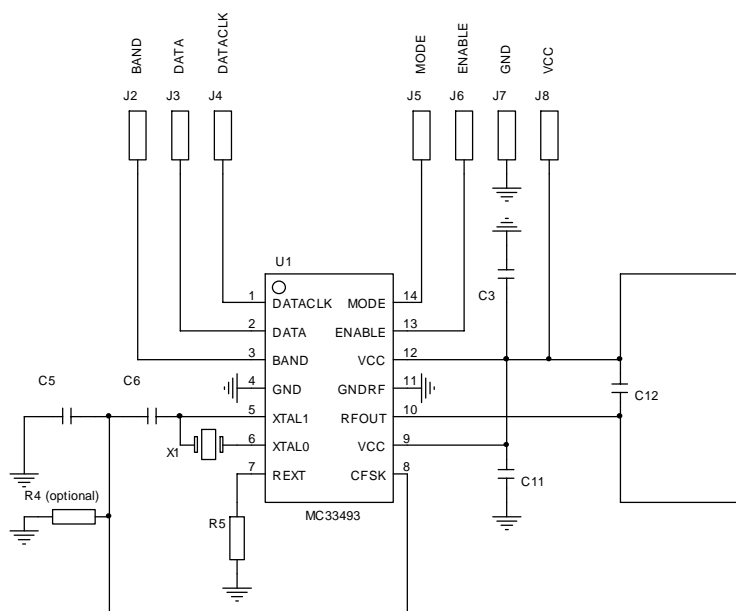 BAND
DATA
DATACLK
MODE
ENABLE
GND
VCC
J2
J3
J4
J5
J6
J7
J8
U1
C3
1
DATACLK
MODE
14
2
DATA
ENABLE
13
3
BAND
VCC
12
4
GND
GNDRF
11
5
XTAL1
RFOUT
10
6
XTAL0
VCC
9
7
REXT
CFSK
8
C5
C6
C12
X1
C11
R4 (optional)
R5
MC33493